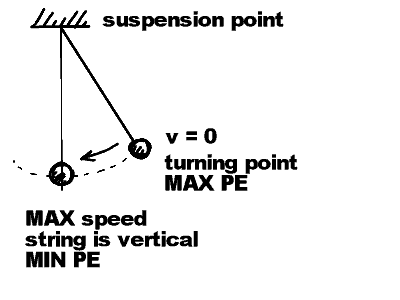 suspension point
v = 0
turning point
MAX PE
MAX speed
string is vertical
MIN PE